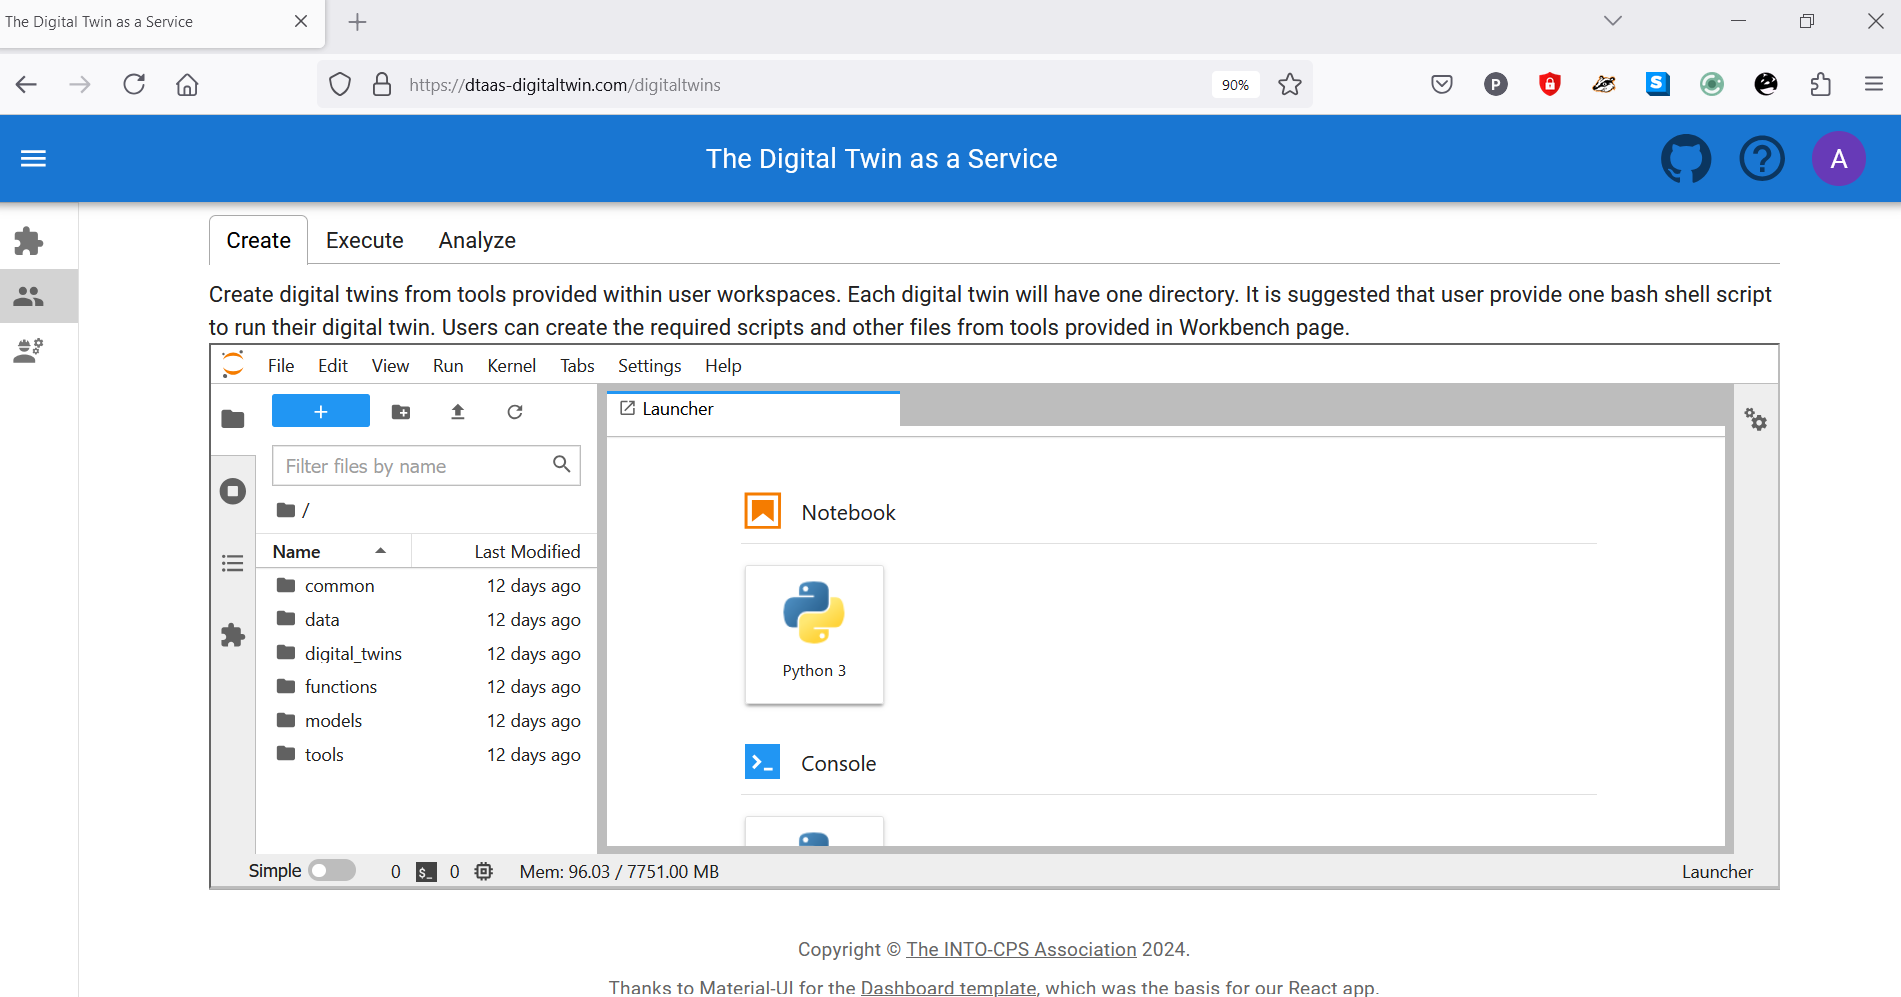 The Digital Twin as a Service
https://dtaas-digitaltwin.com/digitaltwins
90%
P
S
The Digital Twin as a Service
A
Create Execute Analyze
Create digital twins from tools provided within user workspaces. Each digital twin will have one directory. It is suggested that user provide one bash shell script
to run their digital twin. Users can create the required scripts and other files from tools provided in Workbench page.
File Edit View Run Kernel Tabs Settings Help
Launcher
Filter files by name
/
Name Last Modified
common 12 days ago
data 12 days ago
digital_twins 12 days ago
functions 12 days ago
models 12 days ago
tools 12 days ago
Notebook
Python 3
Console
Simple 0 $_ 0 Mem: 96.03 / 7751.00 MB Launcher
Copyright © The INTO-CPS Association 2024.
Thanks to Material-UI for the Dashboard template, which was the basis for our React app.